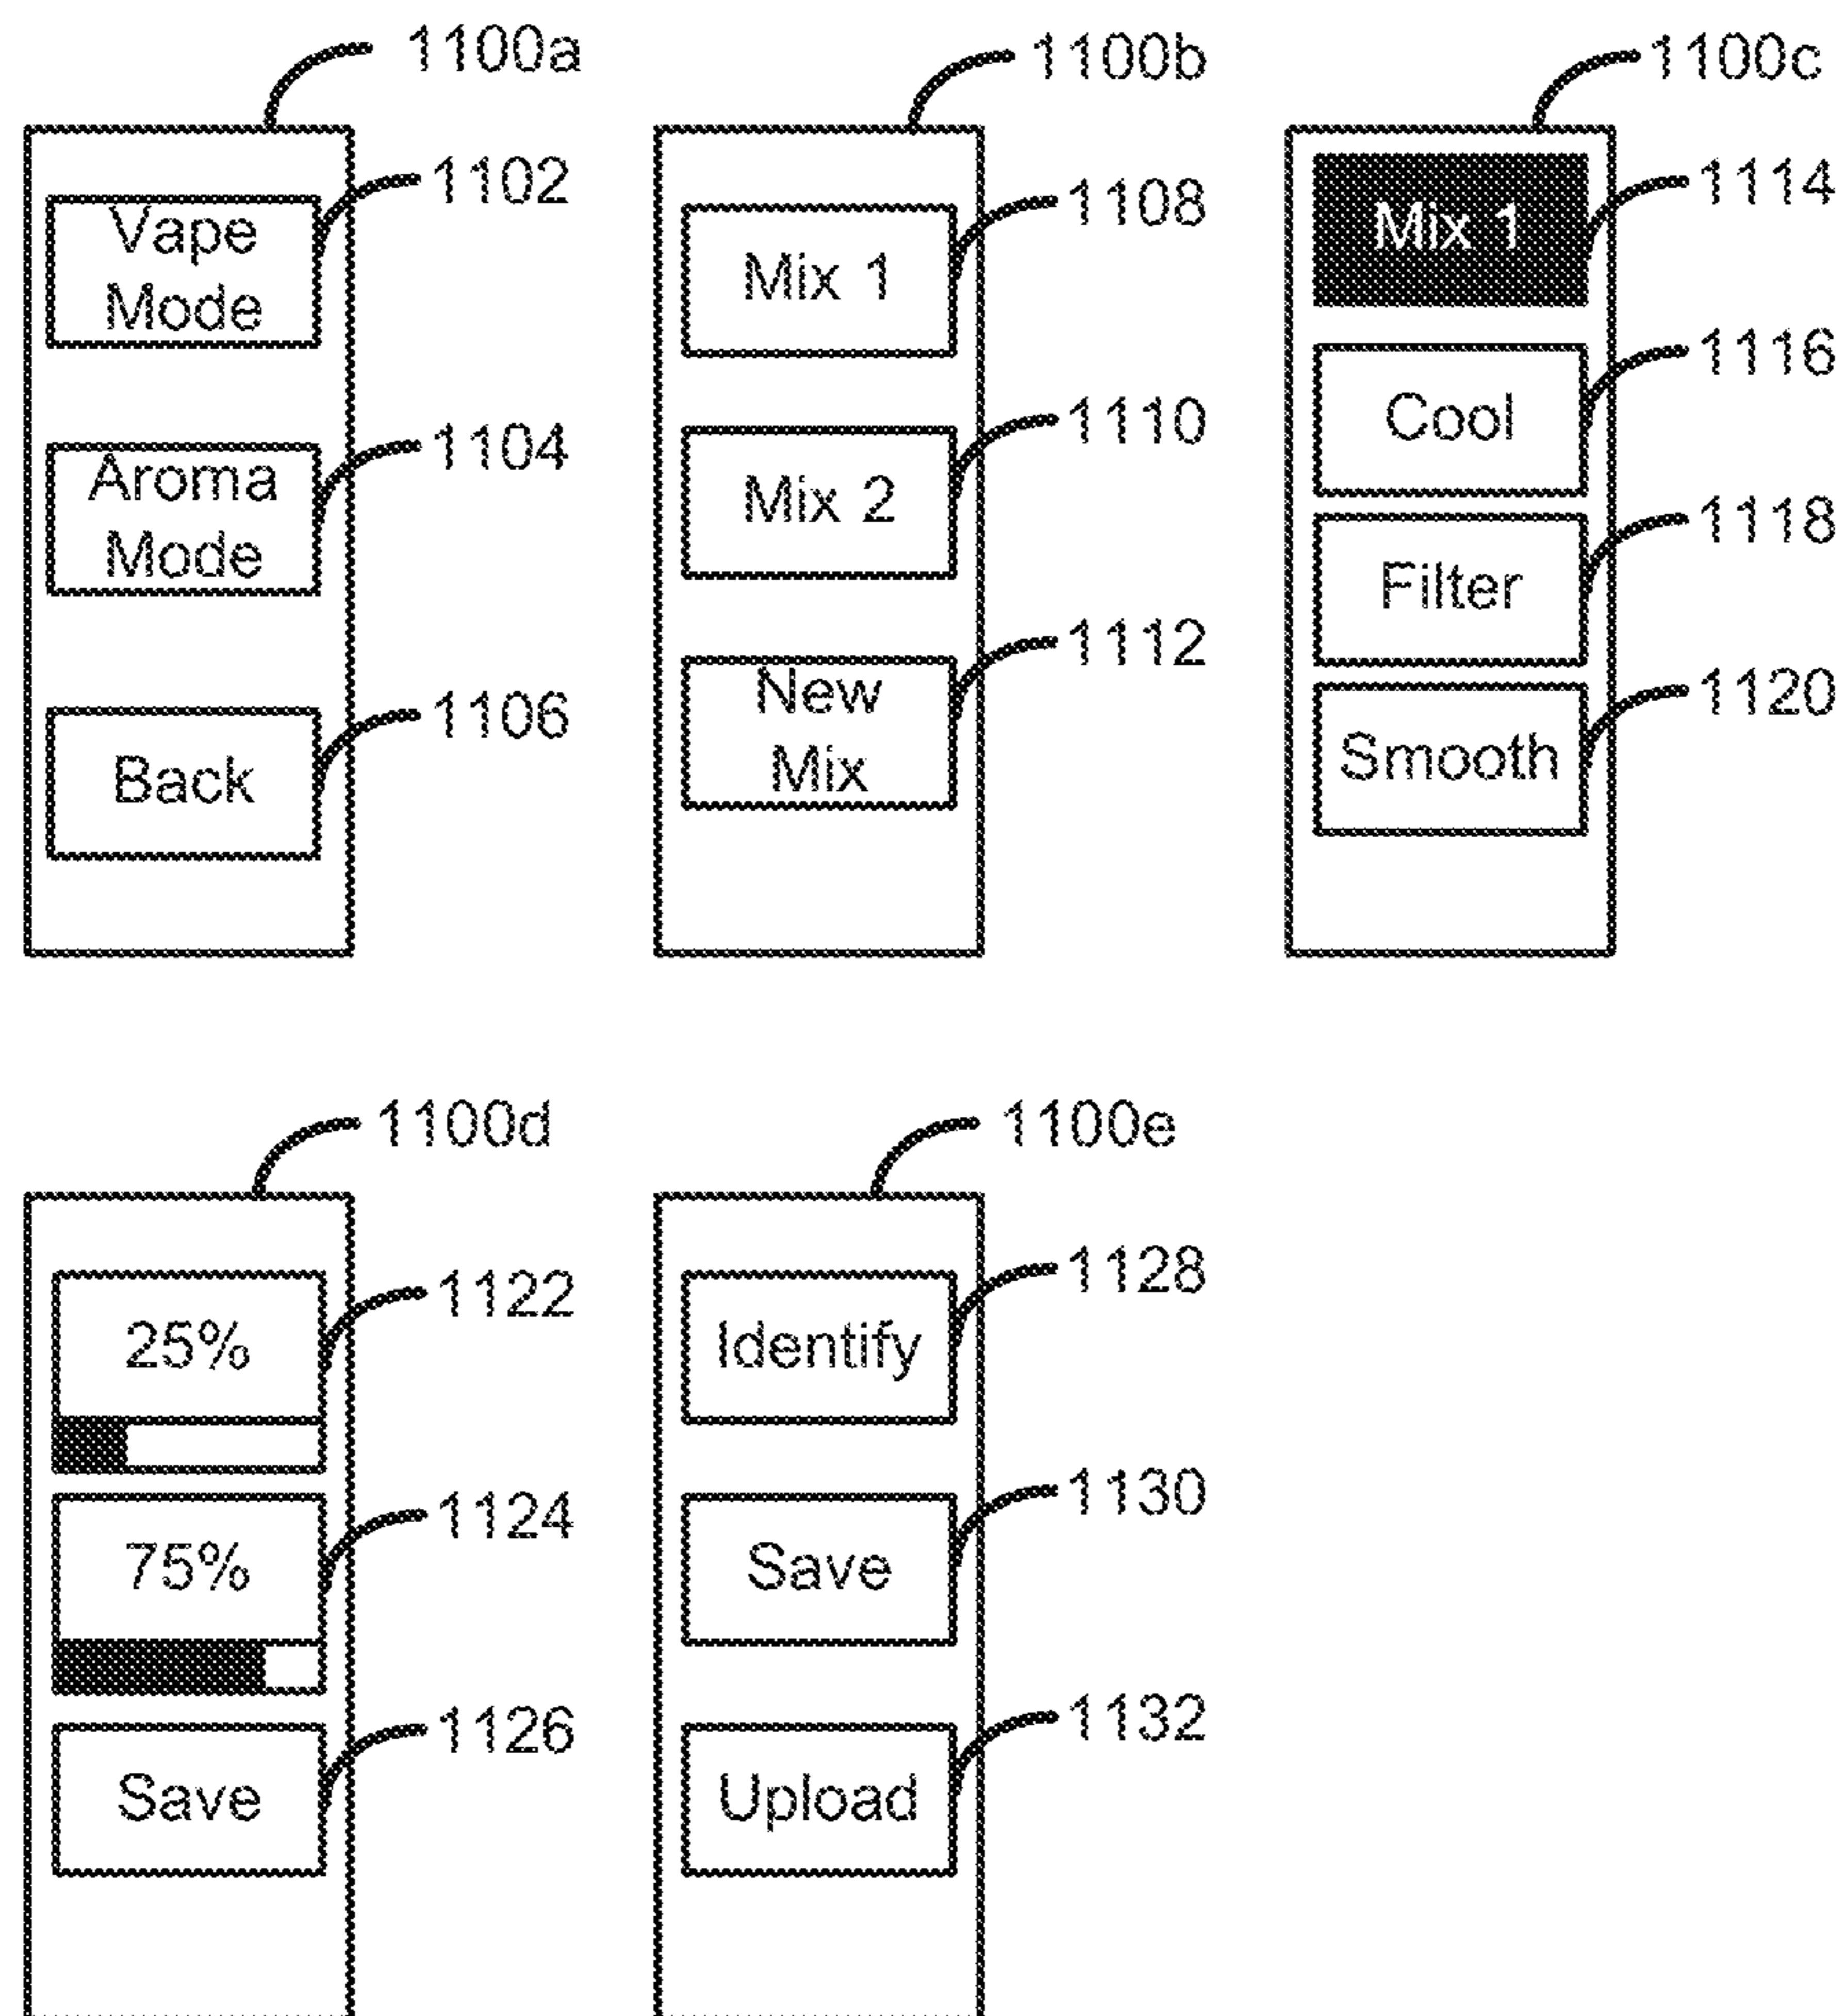 1100a
1102
Vape
Mode
1104
Aroma
Mode
1106
Back
1100b
1108
Mix 1
1110
Mix 2
1112
New
Mix
1100c
1114
Mix 1
1116
Cool
1118
Filter
1120
Smooth
1100d
1122
25%
1124
75%
1126
Save
1100e
1128
Identify
1130
Save
1132
Upload